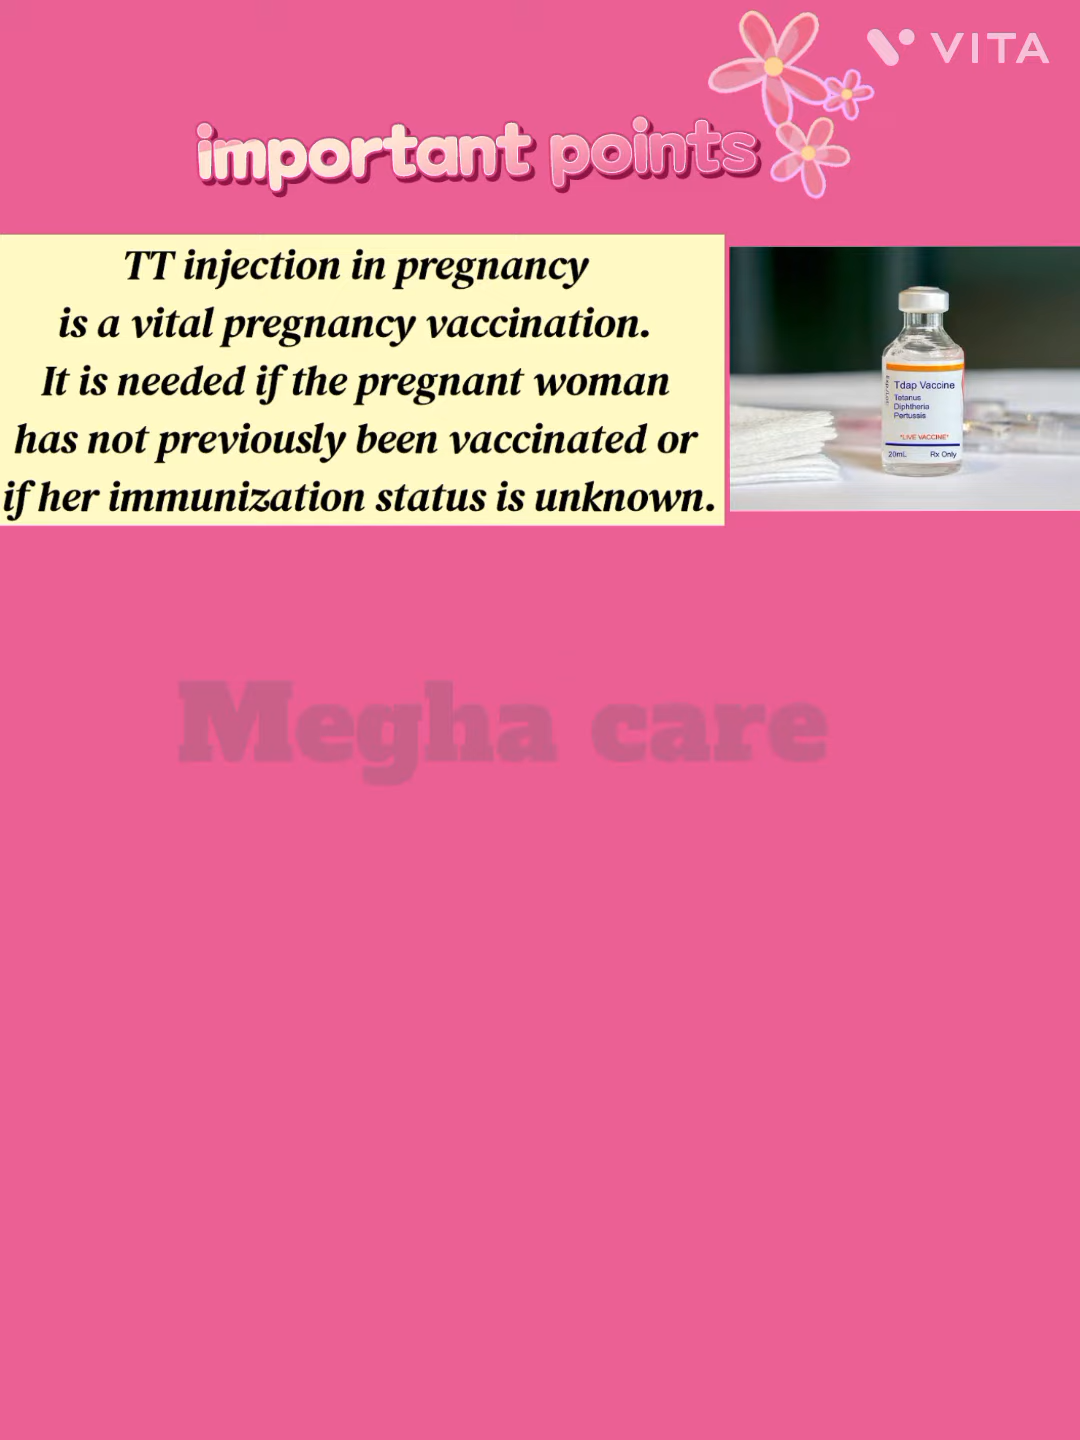 VITA
important points
TT injection in pregnancy
is a vital pregnancy vaccination.
It is needed if the pregnant woman
has not previously been vaccinated or
if her immunization status is unknown.
Tdap Vaccine
Tetanus
Diphtheria
Pertussis
*LIVE VACCINE*
20mL Rx Only
Megha care